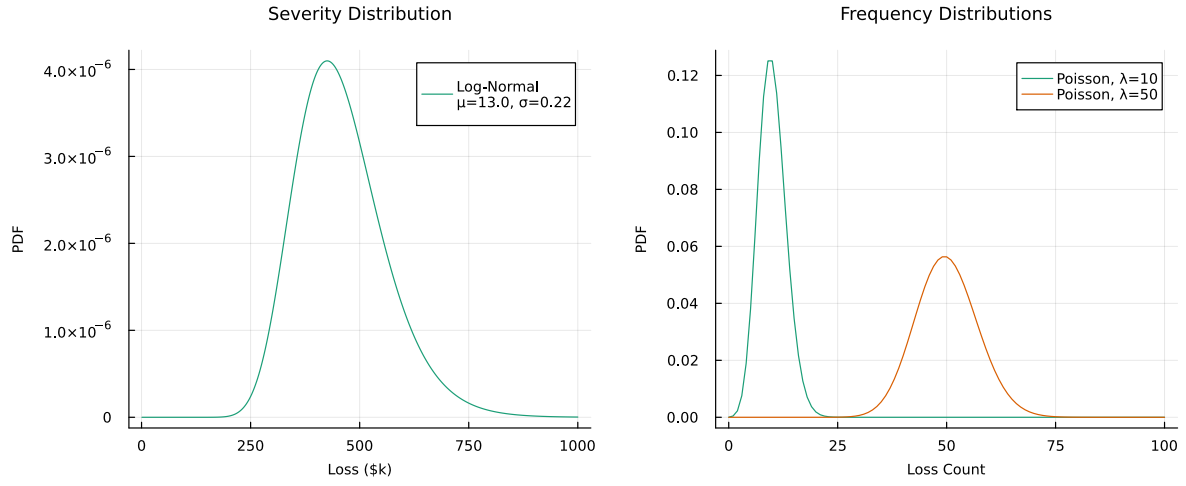 Severity Distribution
PDF
4.0×10⁻⁶
3.0×10⁻⁶
2.0×10⁻⁶
1.0×10⁻⁶
0
Log-Normal
μ=13.0, σ=0.22
0 250 500 750 1000
Loss ($k)
Frequency Distributions
PDF
0.12
0.10
0.08
0.06
0.04
0.02
0.00
Poisson, λ=10
Poisson, λ=50
0 25 50 75 100
Loss Count